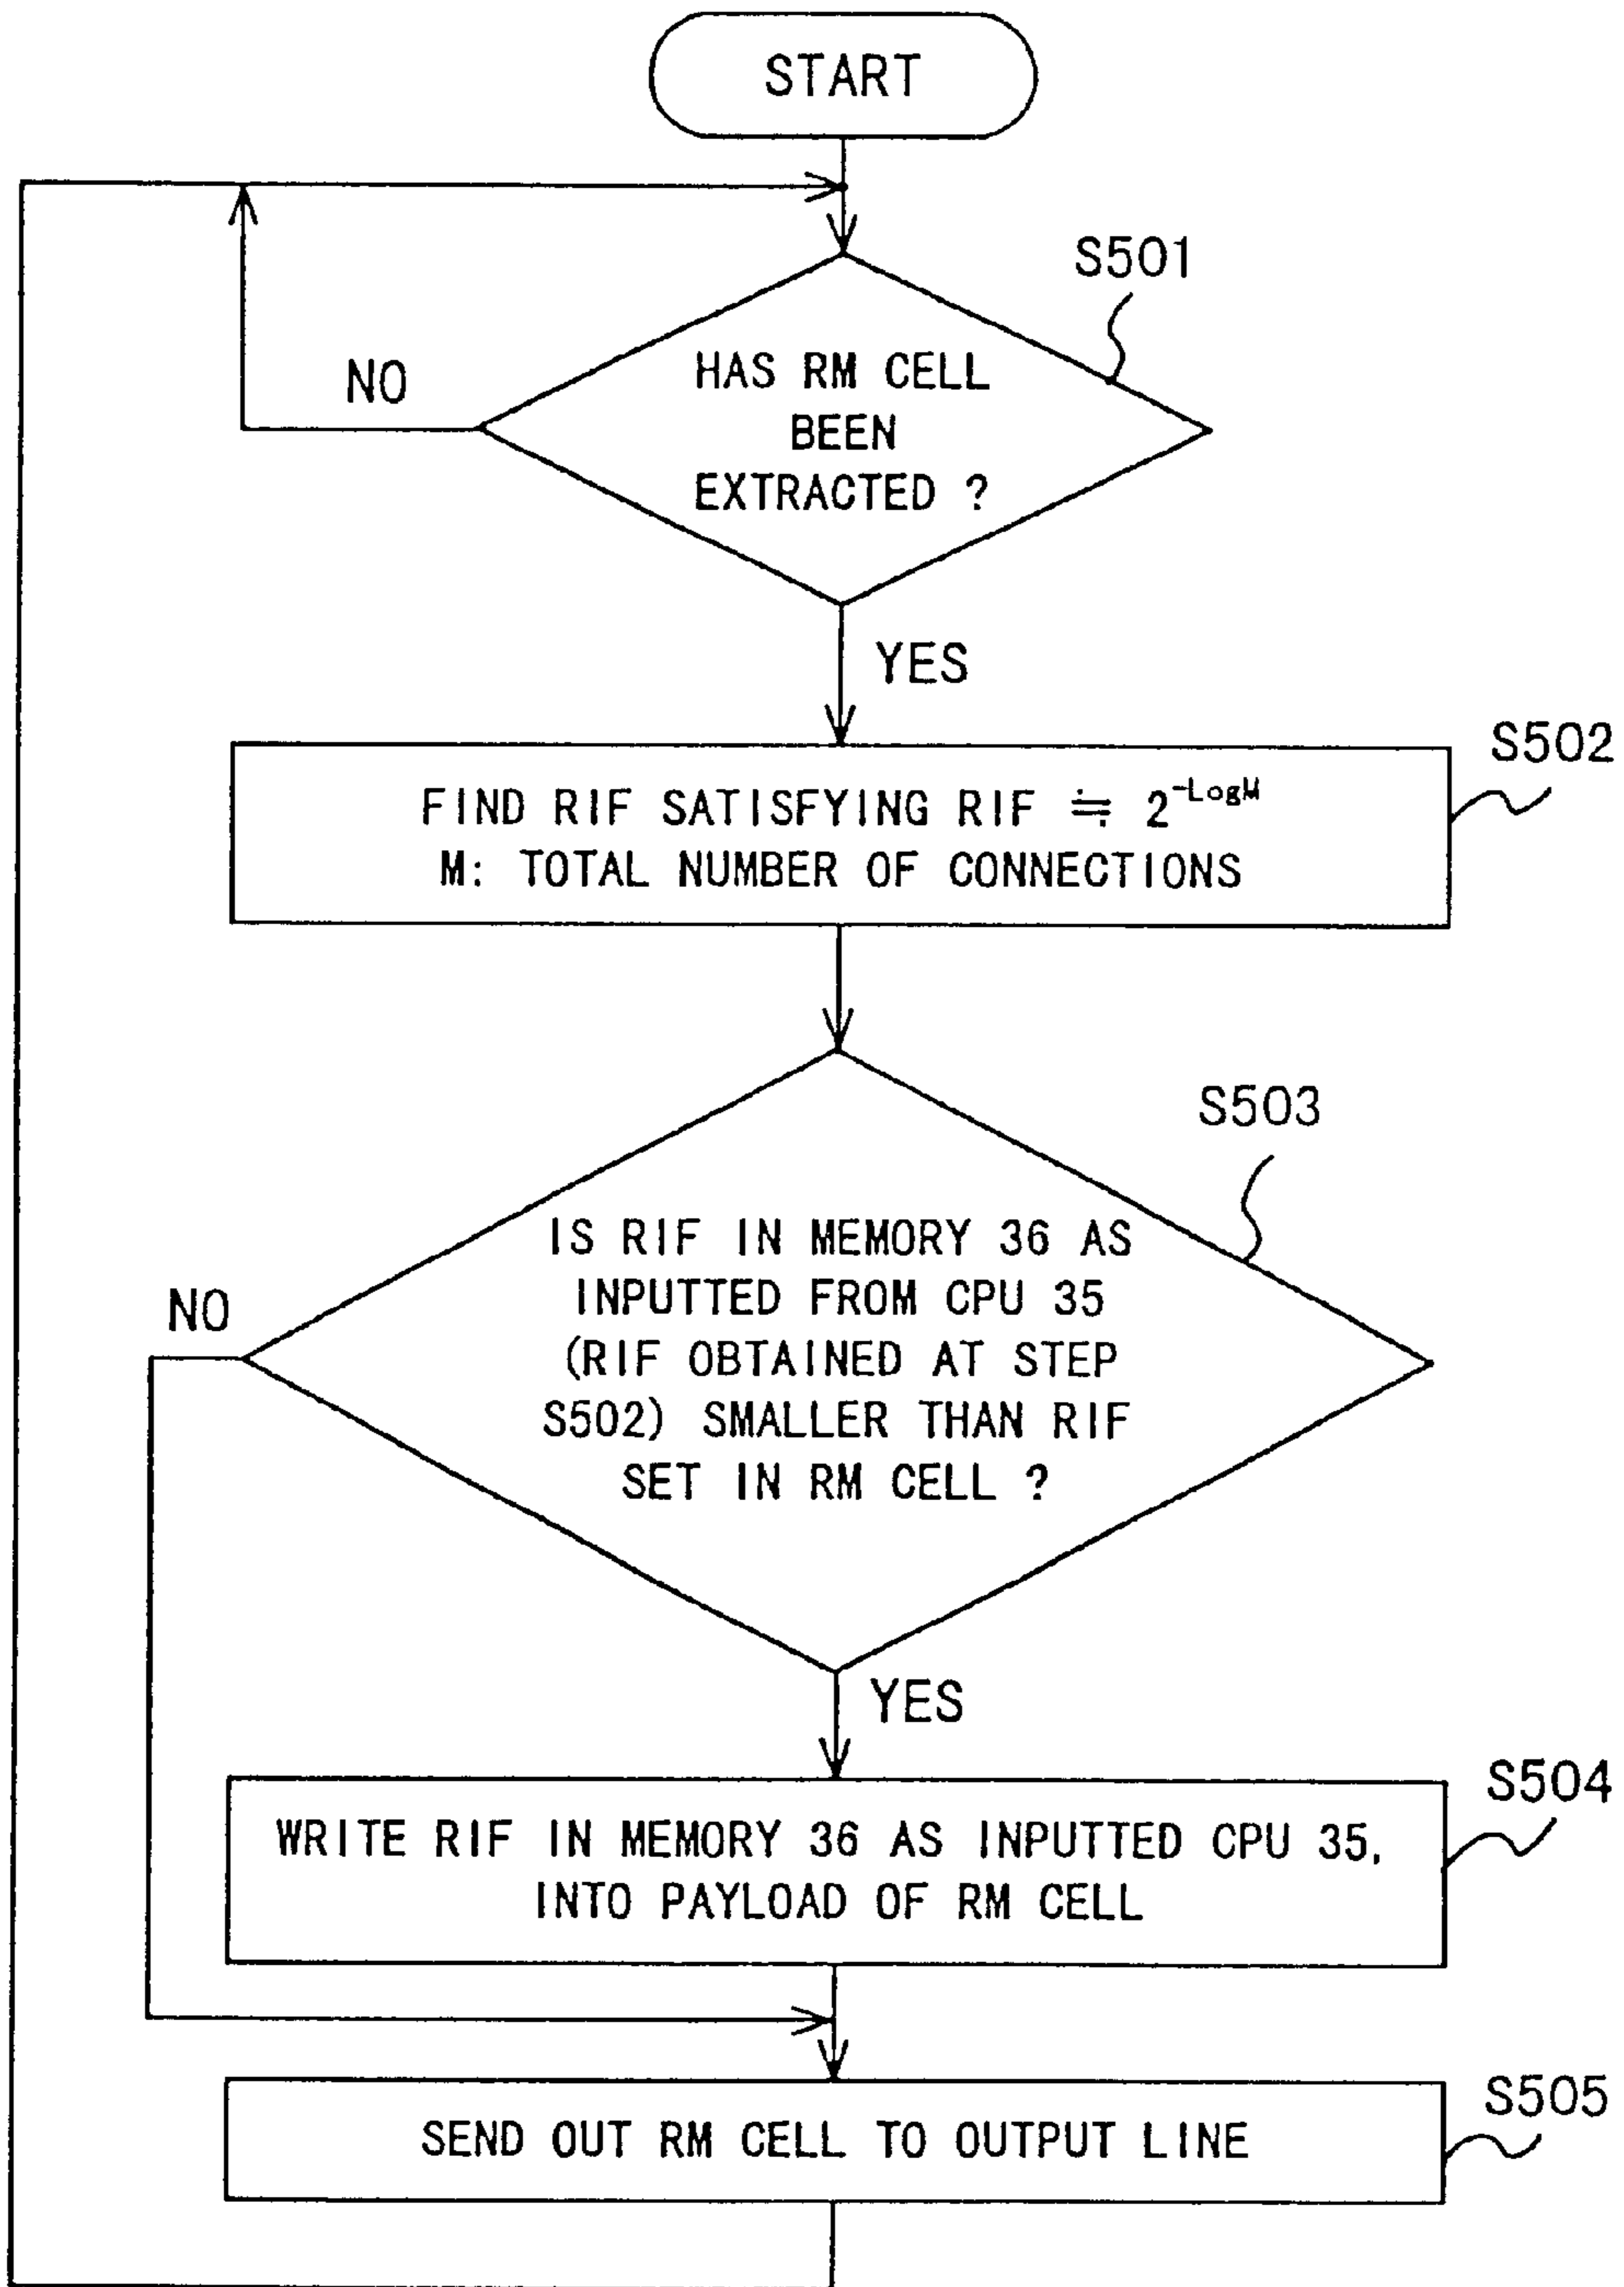 START
S501
HAS RM CELL
BEEN
EXTRACTED ?
NO
YES
S502
FIND RIF SATISFYING RIF ≒ 2^-LogM
M: TOTAL NUMBER OF CONNECTIONS
S503
IS RIF IN MEMORY 36 AS
INPUTTED FROM CPU 35
(RIF OBTAINED AT STEP
S502) SMALLER THAN RIF
SET IN RM CELL ?
NO
YES
S504
WRITE RIF IN MEMORY 36 AS INPUTTED CPU 35,
INTO PAYLOAD OF RM CELL
S505
SEND OUT RM CELL TO OUTPUT LINE